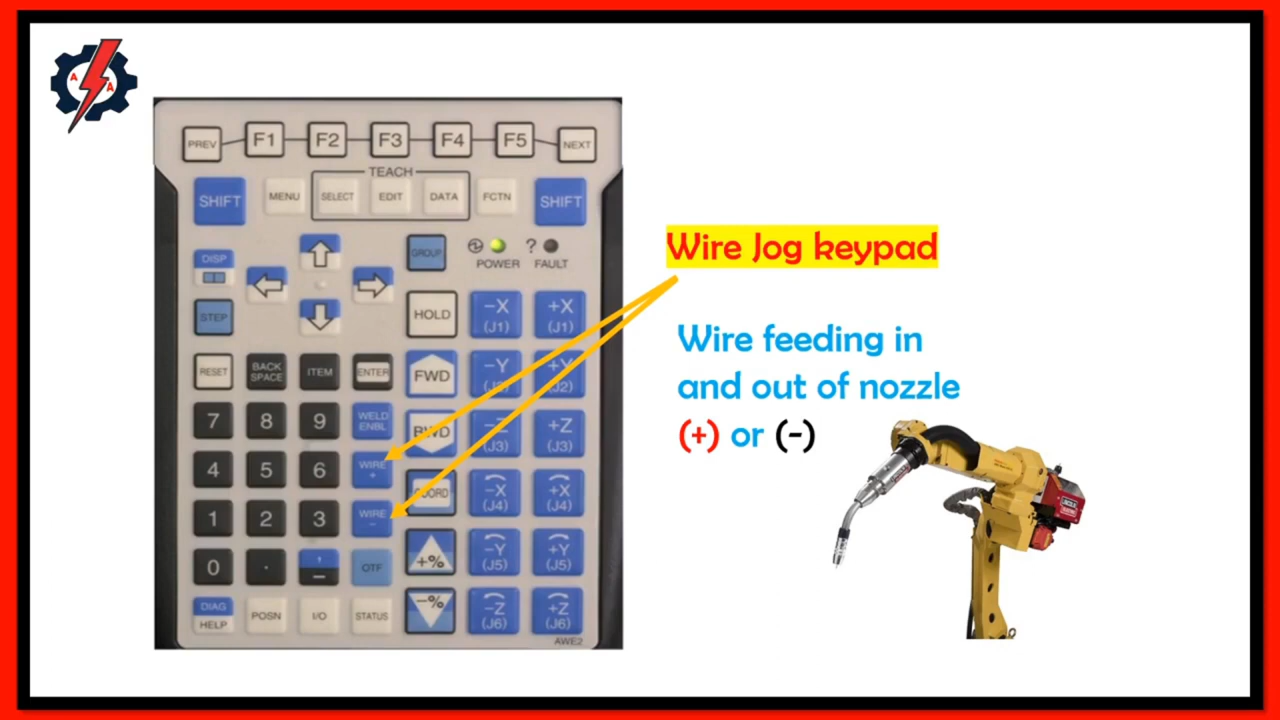 A
A
PREV F1 F2 F3 F4 F5 NEXT
TEACH
SHIFT MENU SELECT EDIT DATA FCTN SHIFT
DISP GROUP ? POWER FAULT
STEP HOLD −X (J1) +X (J1)
RESET BACK SPACE ITEM ENTER FWD −Y +Y
7 8 9 WELD ENBL BWD −Z (J3) +Z (J3)
4 5 6 WIRE +
COORD −X (J4) +X (J4)
1 2 3 WIRE −
+% −Y (J5) +Y (J5)
0 . , − OTF
DIAG HELP POSN I/O STATUS −% −Z (J6) +Z (J6)
AWE2
Wire Jog keypad
Wire feeding in
and out of nozzle
(+) or (-)
LINCOLN